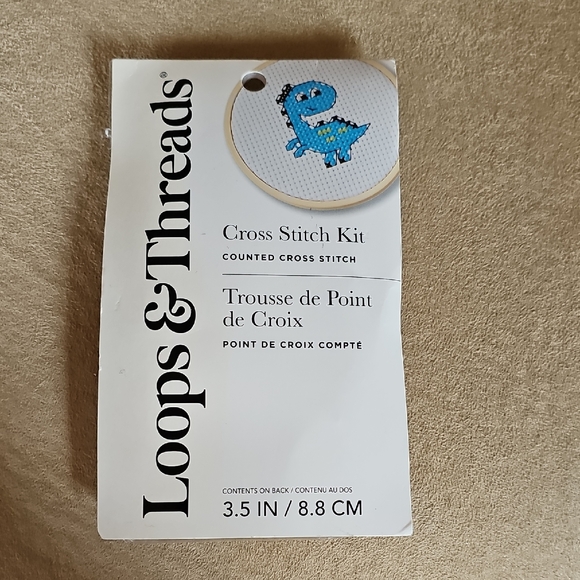 Loops & Threads®
Cross Stitch Kit
COUNTED CROSS STITCH
Trousse de Point
de Croix
POINT DE CROIX COMPTÉ
CONTENTS ON BACK / CONTENU AU DOS
3.5 IN / 8.8 CM